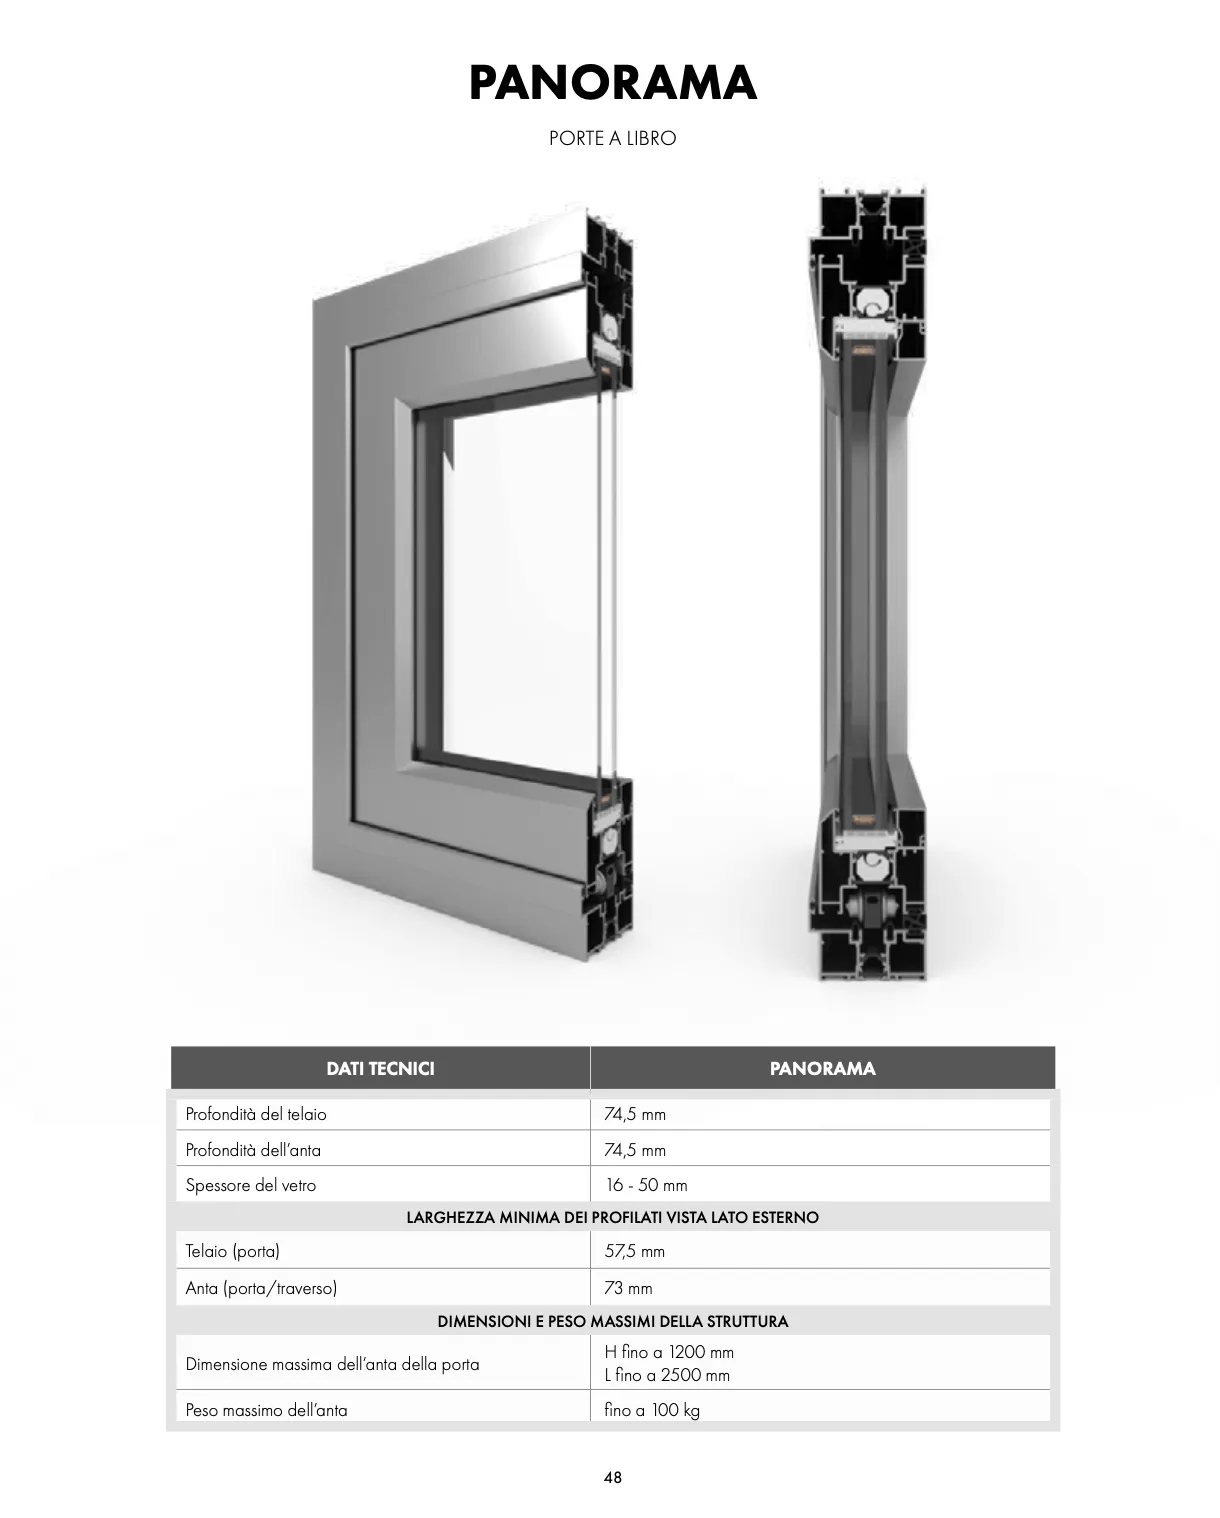 PANORAMA
PORTE A LIBRO
DATI TECNICI PANORAMA
Profondità del telaio 74,5 mm
Profondità dell'anta 74,5 mm
Spessore del vetro 16 - 50 mm
LARGHEZZA MINIMA DEI PROFILATI VISTA LATO ESTERNO
Telaio (porta) 57,5 mm
Anta (porta/traverso) 73 mm
DIMENSIONI E PESO MASSIMI DELLA STRUTTURA
Dimensione massima dell'anta della porta H fino a 1200 mm
L fino a 2500 mm
Peso massimo dell'anta fino a 100 kg
48